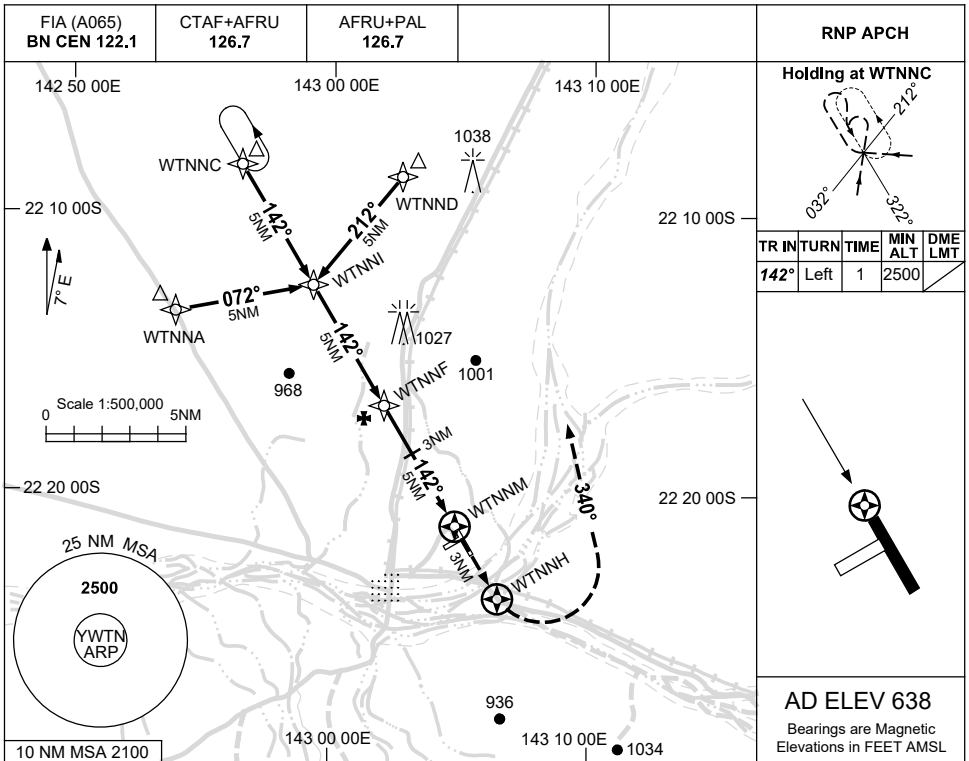 FIA (A065)
BN CEN 122.1
CTAF+AFRU
126.7
AFRU+PAL
126.7
RNP APCH
142 50 00E
143 00 00E
143 10 00E
Holding at WTNNC
212°
032°
322°
TR IN TURN TIME MIN ALT DME LMT
142° Left 1 2500
1038
WTNNC
WTNND
142°
5NM
212°
5NM
22 10 00S
22 10 00S
7° E
WTNNI
072°
5NM
WTNNA
142°
5NM
1027
1001
968
WTNNF
Scale 1:500,000
0 5NM
3NM
142°
5NM
22 20 00S
22 20 00S
WTNNM
340°
3NM
WTNNH
25 NM MSA
2500
YWTN
ARP
10 NM MSA 2100
936
1034
143 00 00E
143 10 00E
AD ELEV 638
Bearings are Magnetic
Elevations in FEET AMSL